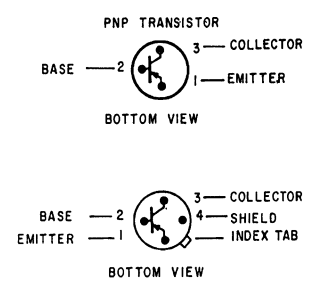 PNP TRANSISTOR
3 — COLLECTOR
BASE — 2
1 — EMITTER
BOTTOM VIEW
3 — COLLECTOR
BASE — 2 4 — SHIELD
EMITTER — 1 INDEX TAB
BOTTOM VIEW